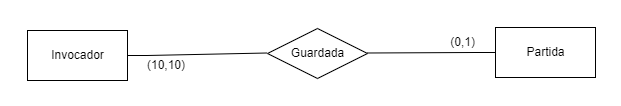 Invocador
(10,10)
Guardada
(0,1)
Partida